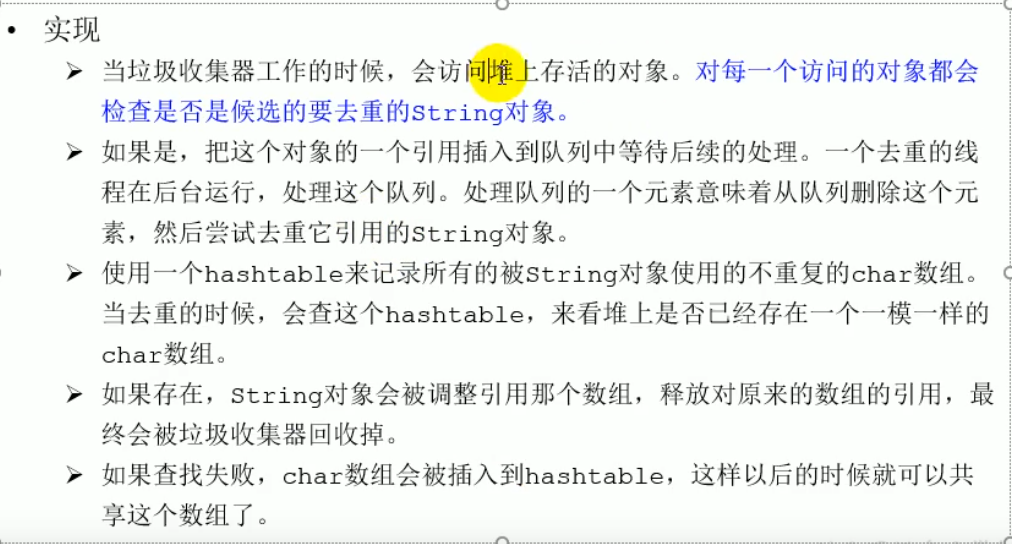 • 实现
➢ 当垃圾收集器工作的时候，会访问堆上存活的对象。对每一个访问的对象都会
检查是否是候选的要去重的String对象。
➢ 如果是，把这个对象的一个引用插入到队列中等待后续的处理。一个去重的线
程在后台运行，处理这个队列。处理队列的一个元素意味着从队列删除这个元
素，然后尝试去重它引用的String对象。
➢ 使用一个hashtable来记录所有的被String对象使用的不重复的char数组。
当去重的时候，会查这个hashtable，来看堆上是否已经存在一个一模一样的
char数组。
➢ 如果存在，String对象会被调整引用那个数组，释放对原来的数组的引用，最
终会被垃圾收集器回收掉。
➢ 如果查找失败，char数组会被插入到hashtable，这样以后的时候就可以共
享这个数组了。